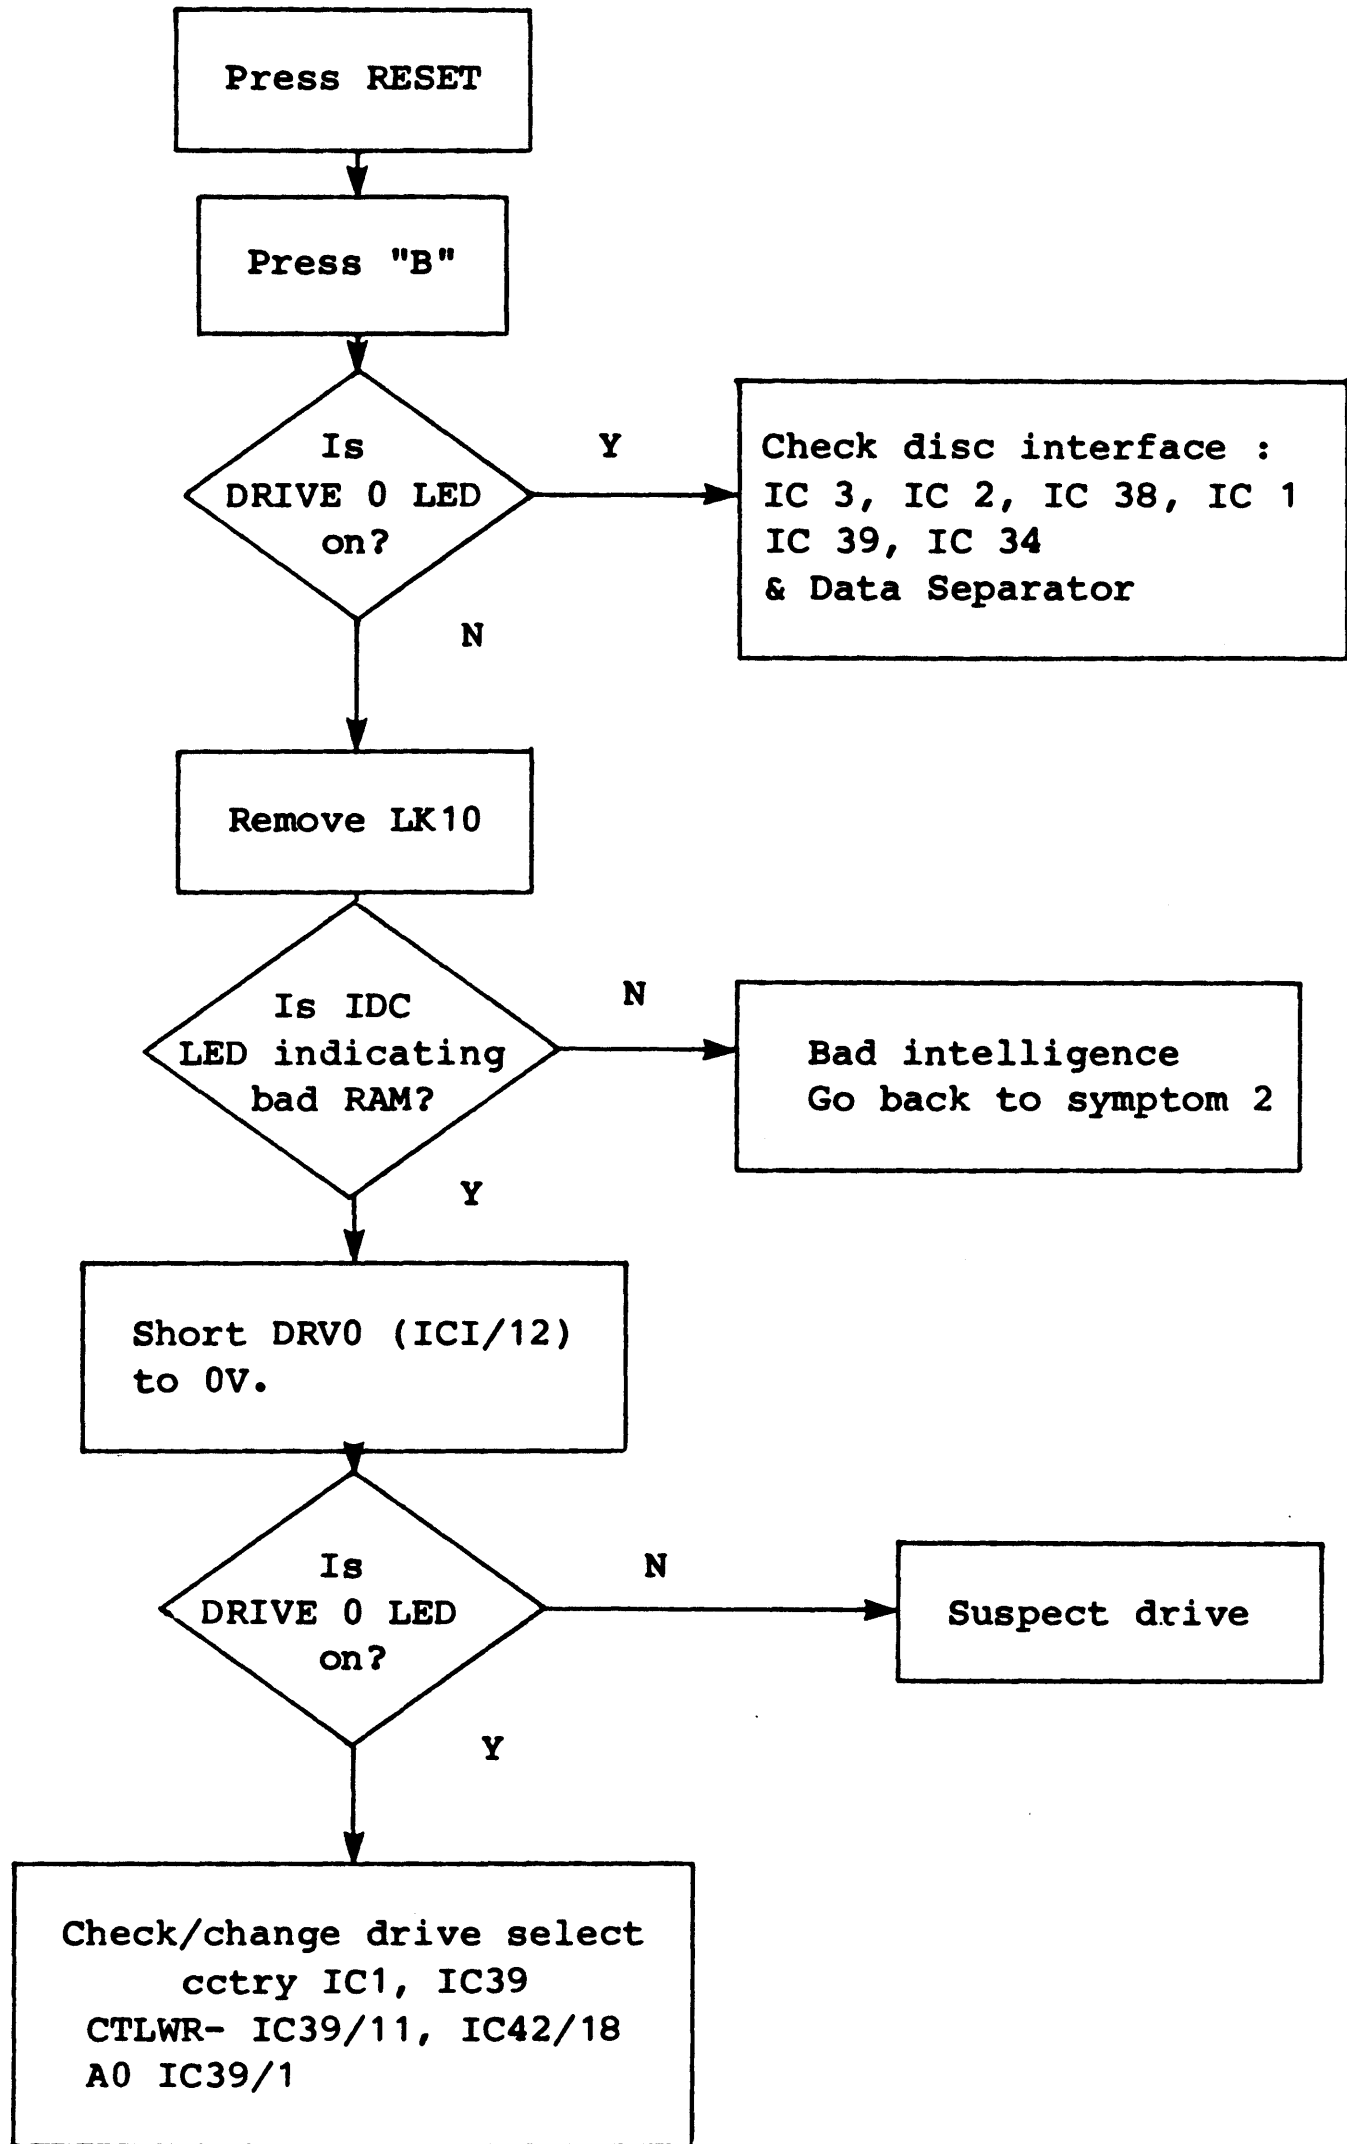 Press RESET
Press "B"
Is
DRIVE 0 LED
on?
Y
Check disc interface :
IC 3, IC 2, IC 38, IC 1
IC 39, IC 34
& Data Separator
N
Remove LK10
Is IDC
LED indicating
bad RAM?
N
Bad intelligence
Go back to symptom 2
Y
Short DRV0 (ICI/12)
to 0V.
Is
DRIVE 0 LED
on?
N
Suspect drive
Y
Check/change drive select
cctry IC1, IC39
CTLWR- IC39/11, IC42/18
A0 IC39/1